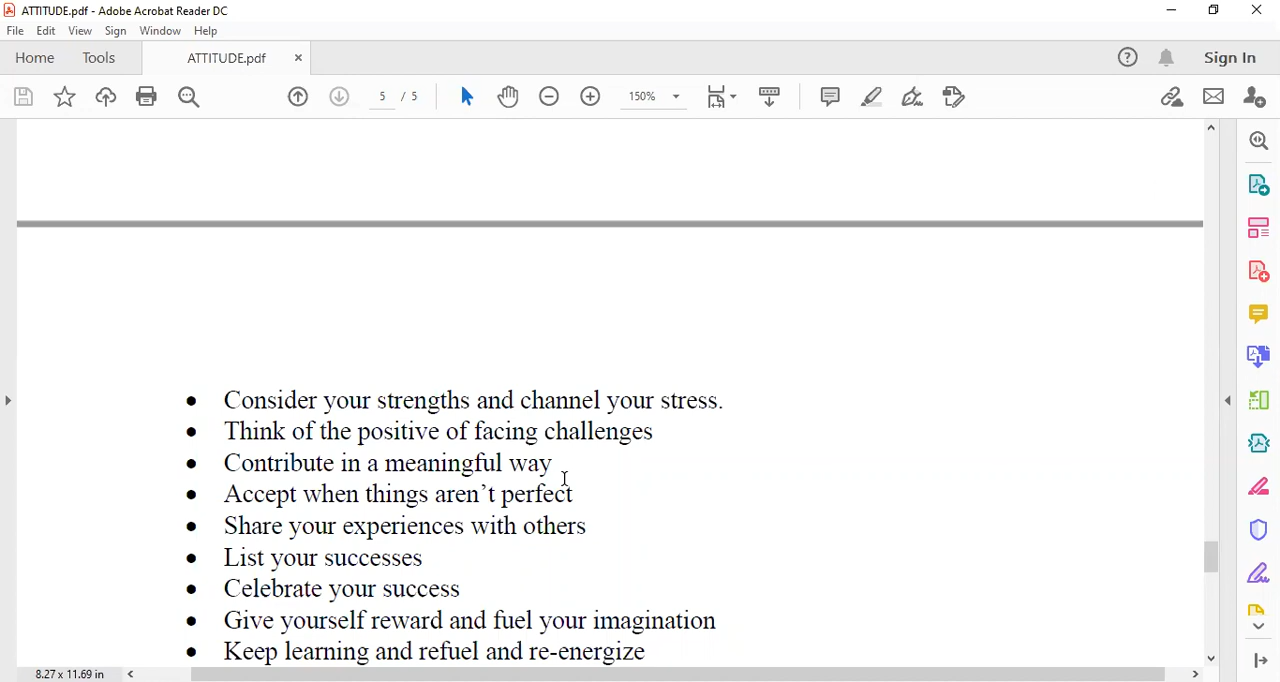 ATTITUDE.pdf - Adobe Acrobat Reader DC
File Edit View Sign Window Help
Home Tools ATTITUDE.pdf × Sign In
5 / 5 150%
• Consider your strengths and channel your stress.
• Think of the positive of facing challenges
• Contribute in a meaningful way
• Accept when things aren’t perfect
• Share your experiences with others
• List your successes
• Celebrate your success
• Give yourself reward and fuel your imagination
• Keep learning and refuel and re-energize
8.27 x 11.69 in